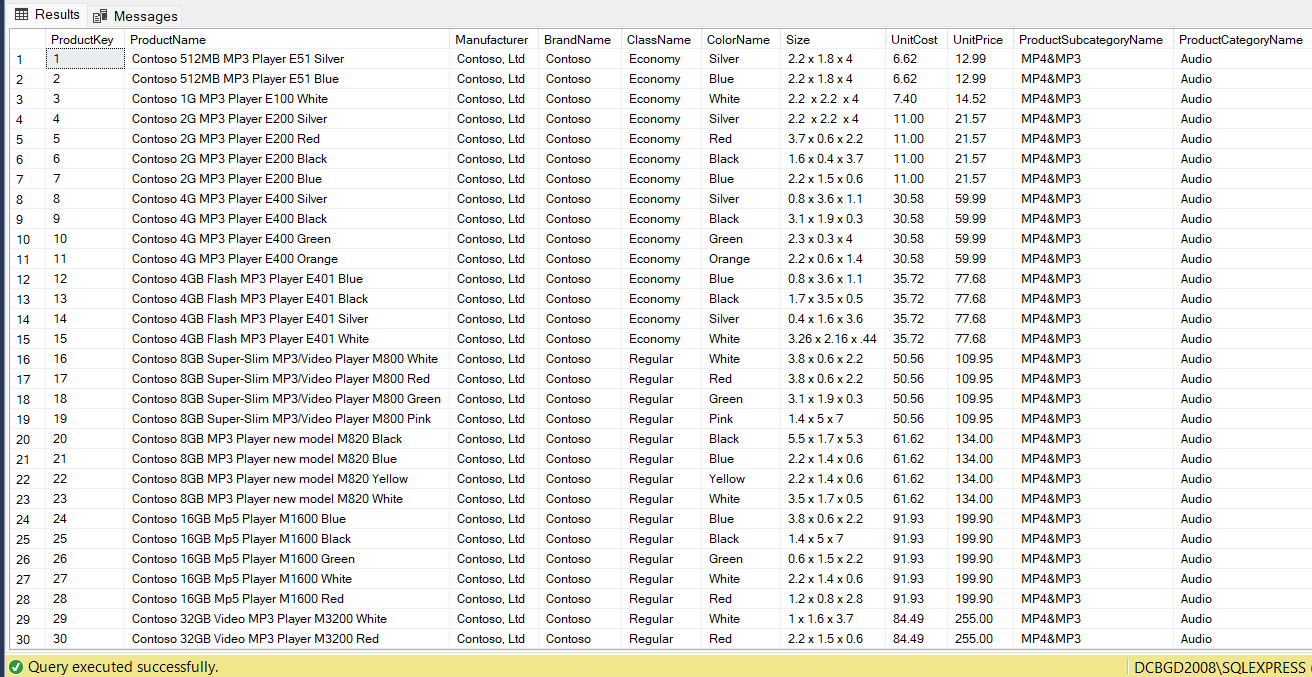 Results Messages
ProductKey ProductName Manufacturer BrandName ClassName ColorName Size UnitCost UnitPrice ProductSubcategoryName ProductCategoryName
1 1 Contoso 512MB MP3 Player E51 Silver Contoso, Ltd Contoso Economy Silver 2.2 x 1.8 x 4 6.62 12.99 MP4&MP3 Audio
2 2 Contoso 512MB MP3 Player E51 Blue Contoso, Ltd Contoso Economy Blue 2.2 x 1.8 x 4 6.62 12.99 MP4&MP3 Audio
3 3 Contoso 1G MP3 Player E100 White Contoso, Ltd Contoso Economy White 2.2 x 2.2 x 4 7.40 14.52 MP4&MP3 Audio
4 4 Contoso 2G MP3 Player E200 Silver Contoso, Ltd Contoso Economy Silver 2.2 x 2.2 x 4 11.00 21.57 MP4&MP3 Audio
5 5 Contoso 2G MP3 Player E200 Red Contoso, Ltd Contoso Economy Red 3.7 x 0.6 x 2.2 11.00 21.57 MP4&MP3 Audio
6 6 Contoso 2G MP3 Player E200 Black Contoso, Ltd Contoso Economy Black 1.6 x 0.4 x 3.7 11.00 21.57 MP4&MP3 Audio
7 7 Contoso 2G MP3 Player E200 Blue Contoso, Ltd Contoso Economy Blue 2.2 x 1.5 x 0.6 11.00 21.57 MP4&MP3 Audio
8 8 Contoso 4G MP3 Player E400 Silver Contoso, Ltd Contoso Economy Silver 0.8 x 3.6 x 1.1 30.58 59.99 MP4&MP3 Audio
9 9 Contoso 4G MP3 Player E400 Black Contoso, Ltd Contoso Economy Black 3.1 x 1.9 x 0.3 30.58 59.99 MP4&MP3 Audio
10 10 Contoso 4G MP3 Player E400 Green Contoso, Ltd Contoso Economy Green 2.3 x 0.3 x 4 30.58 59.99 MP4&MP3 Audio
11 11 Contoso 4G MP3 Player E400 Orange Contoso, Ltd Contoso Economy Orange 2.2 x 0.6 x 1.4 30.58 59.99 MP4&MP3 Audio
12 12 Contoso 4GB Flash MP3 Player E401 Blue Contoso, Ltd Contoso Economy Blue 0.8 x 3.6 x 1.1 35.72 77.68 MP4&MP3 Audio
13 13 Contoso 4GB Flash MP3 Player E401 Black Contoso, Ltd Contoso Economy Black 1.7 x 3.5 x 0.5 35.72 77.68 MP4&MP3 Audio
14 14 Contoso 4GB Flash MP3 Player E401 Silver Contoso, Ltd Contoso Economy Silver 0.4 x 1.6 x 3.6 35.72 77.68 MP4&MP3 Audio
15 15 Contoso 4GB Flash MP3 Player E401 White Contoso, Ltd Contoso Economy White 3.26 x 2.16 x .44 35.72 77.68 MP4&MP3 Audio
16 16 Contoso 8GB Super-Slim MP3/Video Player M800 White Contoso, Ltd Contoso Regular White 3.8 x 0.6 x 2.2 50.56 109.95 MP4&MP3 Audio
17 17 Contoso 8GB Super-Slim MP3/Video Player M800 Red Contoso, Ltd Contoso Regular Red 3.8 x 0.6 x 2.2 50.56 109.95 MP4&MP3 Audio
18 18 Contoso 8GB Super-Slim MP3/Video Player M800 Green Contoso, Ltd Contoso Regular Green 3.1 x 1.9 x 0.3 50.56 109.95 MP4&MP3 Audio
19 19 Contoso 8GB Super-Slim MP3/Video Player M800 Pink Contoso, Ltd Contoso Regular Pink 1.4 x 5 x 7 50.56 109.95 MP4&MP3 Audio
20 20 Contoso 8GB MP3 Player new model M820 Black Contoso, Ltd Contoso Regular Black 5.5 x 1.7 x 5.3 61.62 134.00 MP4&MP3 Audio
21 21 Contoso 8GB MP3 Player new model M820 Blue Contoso, Ltd Contoso Regular Blue 2.2 x 1.4 x 0.6 61.62 134.00 MP4&MP3 Audio
22 22 Contoso 8GB MP3 Player new model M820 Yellow Contoso, Ltd Contoso Regular Yellow 2.2 x 1.4 x 0.6 61.62 134.00 MP4&MP3 Audio
23 23 Contoso 8GB MP3 Player new model M820 White Contoso, Ltd Contoso Regular White 3.5 x 1.7 x 0.5 61.62 134.00 MP4&MP3 Audio
24 24 Contoso 16GB Mp5 Player M1600 Blue Contoso, Ltd Contoso Regular Blue 3.8 x 0.6 x 2.2 91.93 199.90 MP4&MP3 Audio
25 25 Contoso 16GB Mp5 Player M1600 Black Contoso, Ltd Contoso Regular Black 1.4 x 5 x 7 91.93 199.90 MP4&MP3 Audio
26 26 Contoso 16GB Mp5 Player M1600 Green Contoso, Ltd Contoso Regular Green 0.6 x 1.5 x 2.2 91.93 199.90 MP4&MP3 Audio
27 27 Contoso 16GB Mp5 Player M1600 White Contoso, Ltd Contoso Regular White 2.2 x 1.4 x 0.6 91.93 199.90 MP4&MP3 Audio
28 28 Contoso 16GB Mp5 Player M1600 Red Contoso, Ltd Contoso Regular Red 1.2 x 0.8 x 2.8 91.93 199.90 MP4&MP3 Audio
29 29 Contoso 32GB Video MP3 Player M3200 White Contoso, Ltd Contoso Regular White 1 x 1.6 x 3.7 84.49 255.00 MP4&MP3 Audio
30 30 Contoso 32GB Video MP3 Player M3200 Red Contoso, Ltd Contoso Regular Red 2.2 x 1.5 x 0.6 84.49 255.00 MP4&MP3 Audio
Query executed successfully. DCBGD2008\SQLEXPRESS